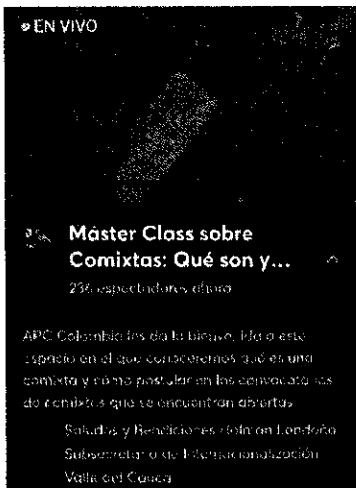 EN VIVO
Máster Class sobre
Comixtas: Qué son y...
236 espectadores ahora
APC Colombia les da la bienvenida a este
espacio en el que conoceremos qué es una
comixta y cómo postular en las convocatorias
de comixtas que se encuentran abiertas
Saludos y Bendiciones Londoño
Subsecretario de Internacionalización
Valle del Cauca